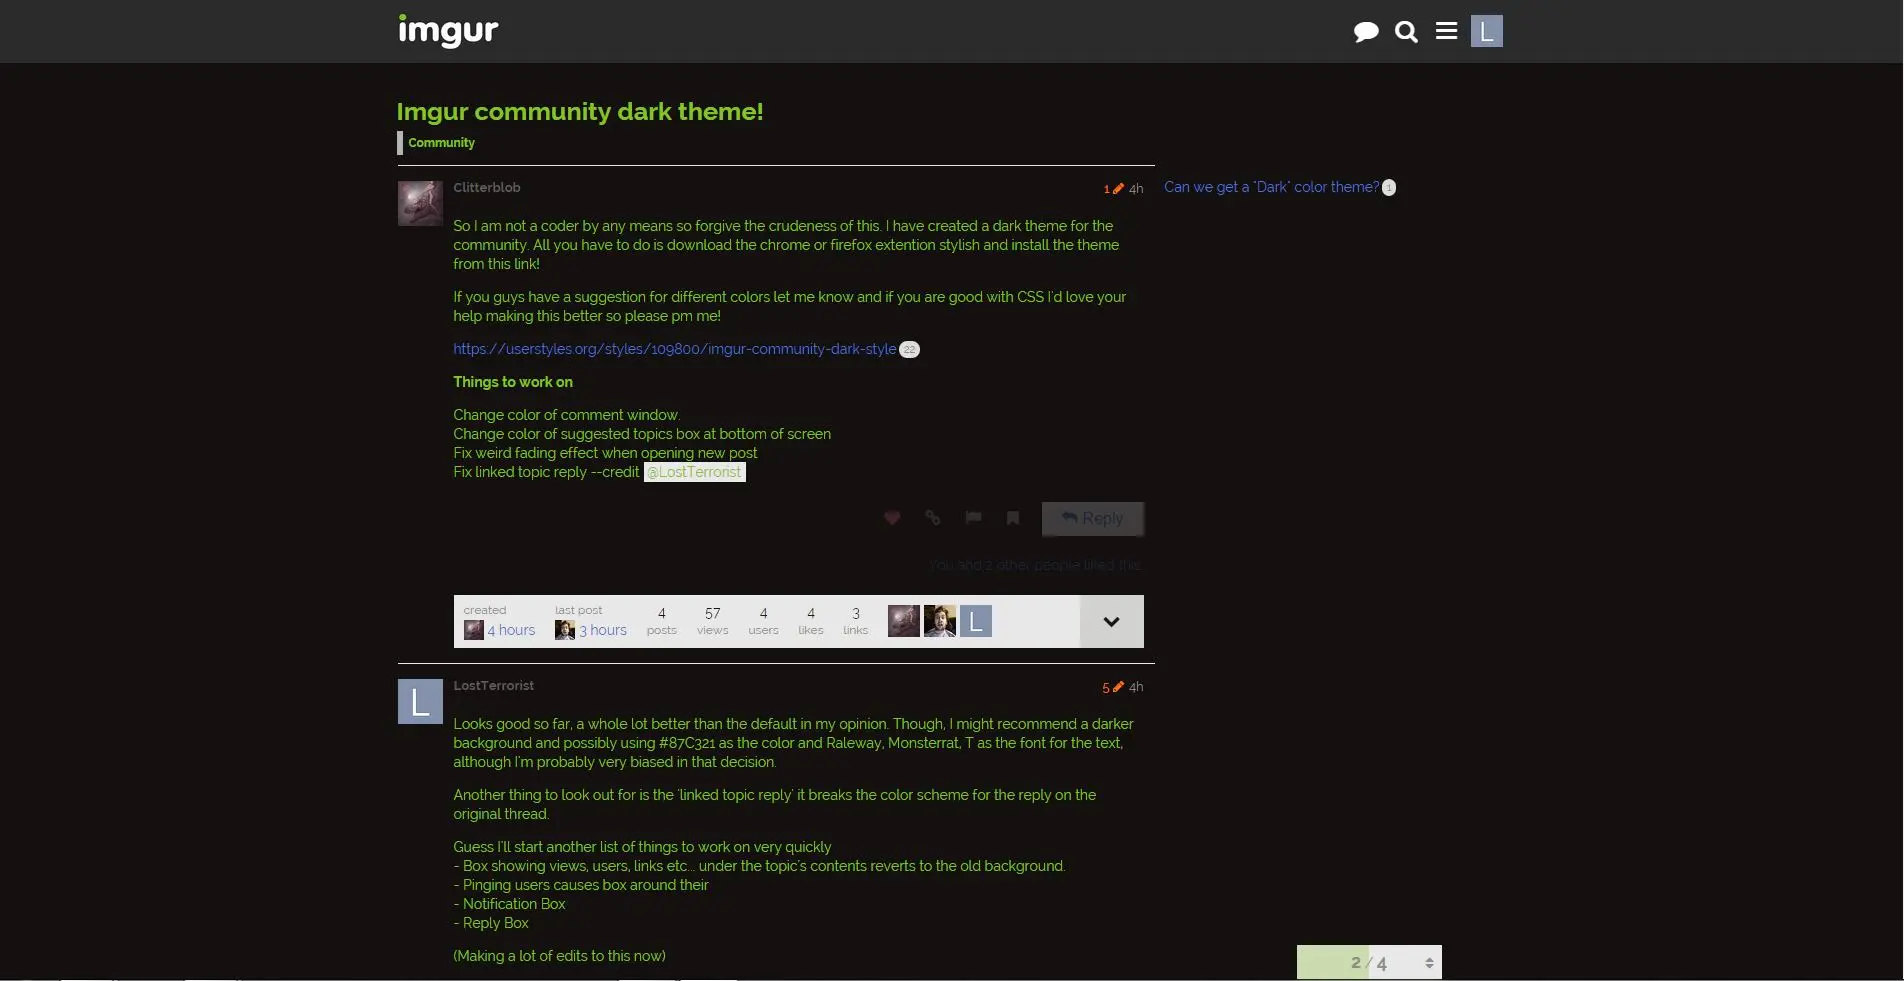 imgur
L
Imgur community dark theme!
Community
Clitterblob
1 4h
Can we get a "Dark" color theme? 1
So I am not a coder by any means so forgive the crudeness of this. I have created a dark theme for the
community. All you have to do is download the chrome or firefox extention stylish and install the theme
from this link!
If you guys have a suggestion for different colors let me know and if you are good with CSS I'd love your
help making this better so please pm me!
https://userstyles.org/styles/109800/imgur-community-dark-style 22
Things to work on
Change color of comment window.
Change color of suggested topics box at bottom of screen
Fix weird fading effect when opening new post
Fix linked topic reply --credit @LostTerrorist
Reply
You and 2 other people liked this.
created last post 4 57 4 4 3
4 hours 3 hours posts views users likes links L
L
LostTerrorist
5 4h
Looks good so far, a whole lot better than the default in my opinion. Though, I might recommend a darker
background and possibly using #87C321 as the color and Raleway, Monsterrat, T as the font for the text,
although I'm probably very biased in that decision.
Another thing to look out for is the 'linked topic reply' it breaks the color scheme for the reply on the
original thread.
Guess I'll start another list of things to work on very quickly
- Box showing views, users, links etc... under the topic's contents reverts to the old background.
- Pinging users causes box around their
- Notification Box
- Reply Box
(Making a lot of edits to this now)
2 / 4